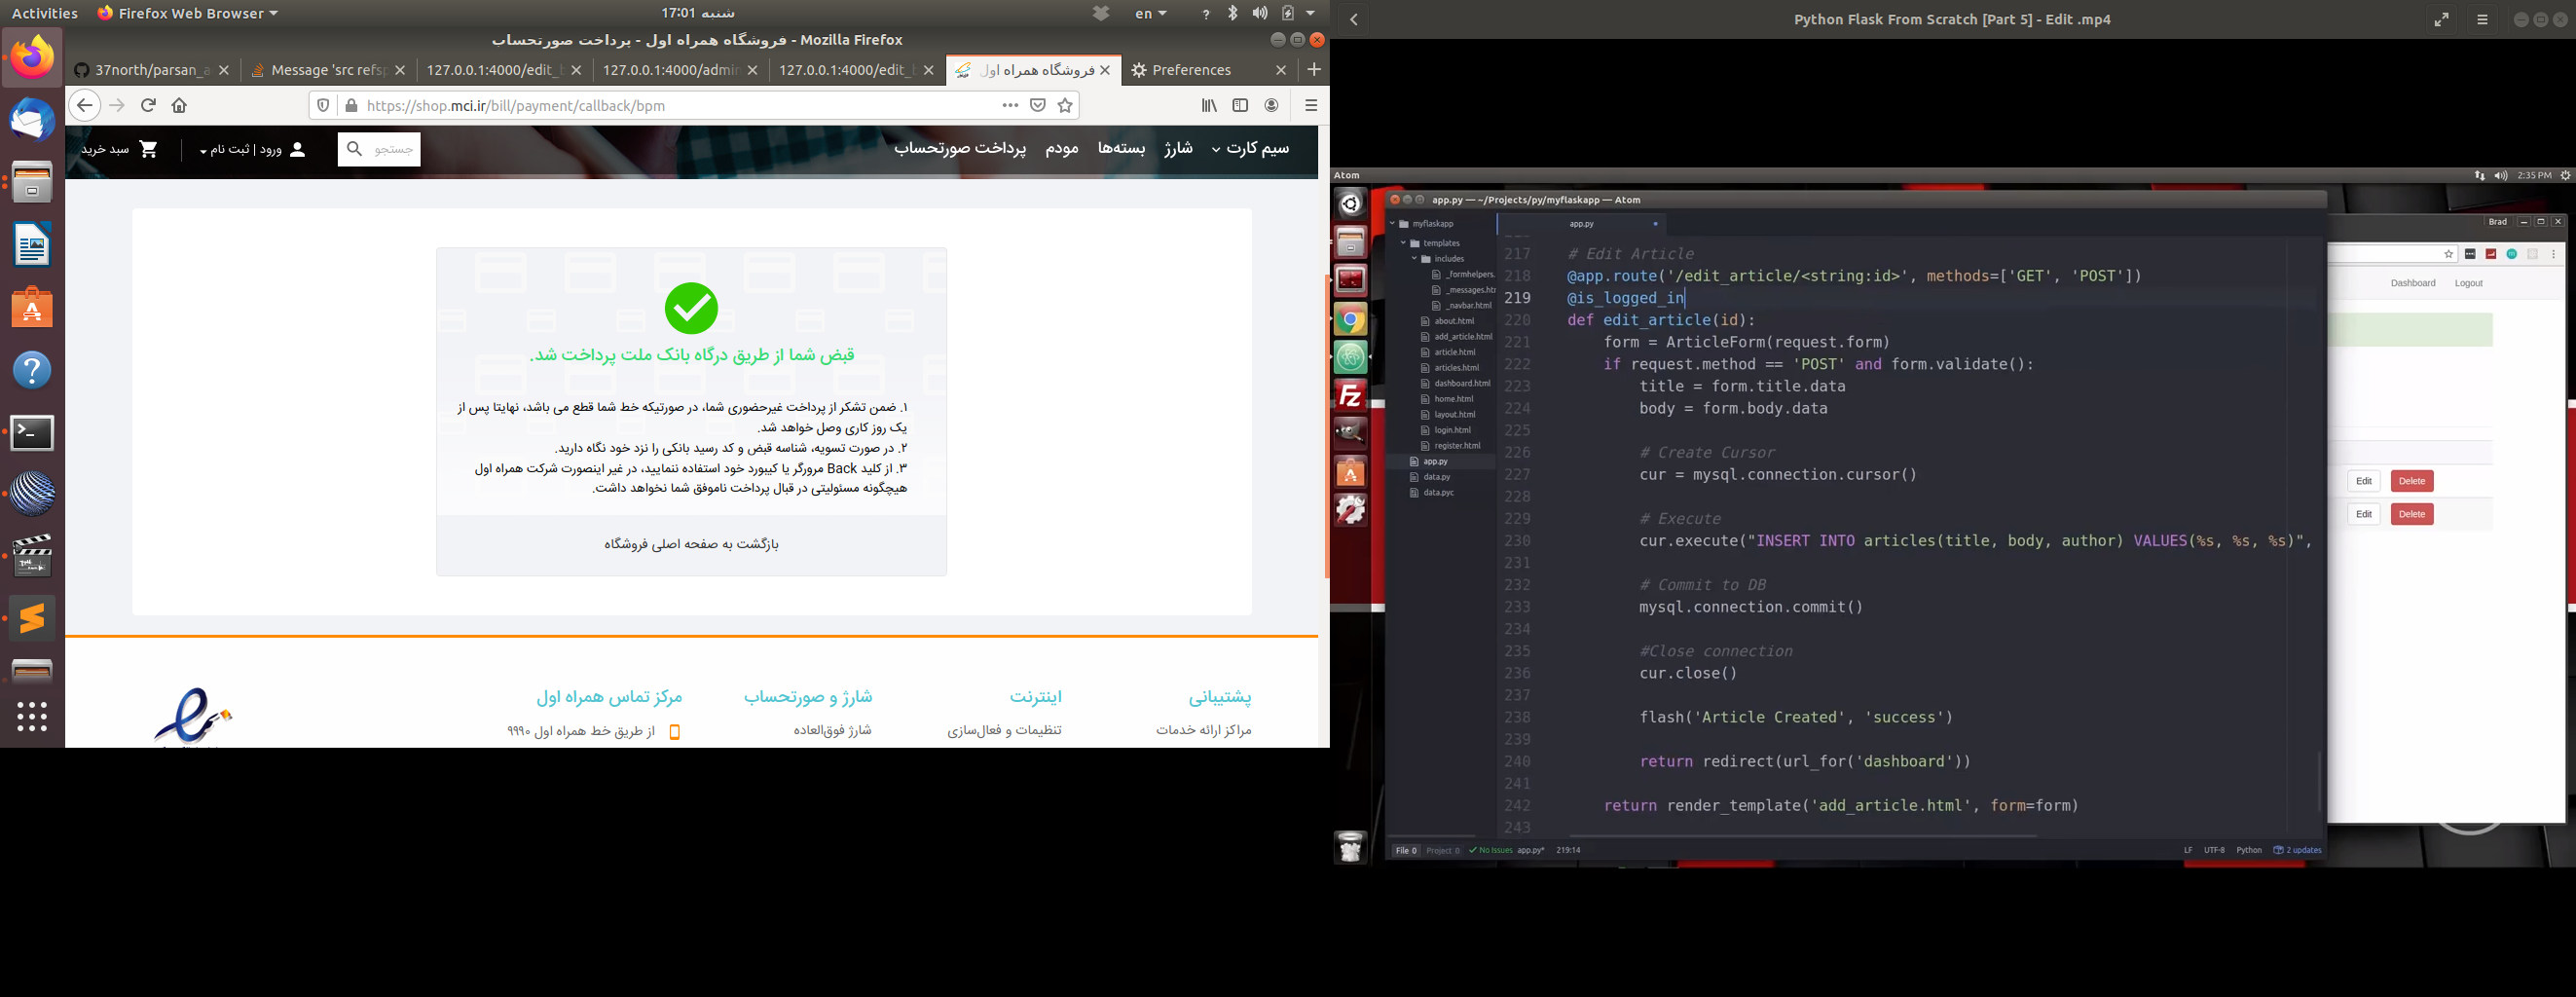 Activities
Firefox Web Browser
شنبه 17:01
en
فروشگاه همراه اول - پرداخت صورتحساب - Mozilla Firefox
37north/parsan_a
Message 'src refsp
127.0.0.1:4000/edit_b
127.0.0.1:4000/admin
127.0.0.1:4000/edit_b
فروشگاه همراه اول
Preferences
https://shop.mci.ir/bill/payment/callback/bpm
سیم کارت
شارژ
بسته‌ها
مودم
پرداخت صورتحساب
جستجو
ورود | ثبت نام
سبد خرید
قبض شما از طریق درگاه بانک ملت پرداخت شد.
۱. ضمن تشکر از پرداخت غیرحضوری شما، در صورتیکه خط شما قطع می باشد، نهایتا پس از
یک روز کاری وصل خواهد شد.
۲. در صورت تسویه، شناسه قبض و کد رسید بانکی را نزد خود نگاه دارید.
۳. از کلید Back مرورگر یا کیبورد خود استفاده ننمایید، در غیر اینصورت شرکت همراه اول
هیچگونه مسئولیتی در قبال پرداخت ناموفق شما نخواهد داشت.
بازگشت به صفحه اصلی فروشگاه
پشتیبانی
اینترنت
شارژ و صورتحساب
مرکز تماس همراه اول
مراکز ارائه خدمات
تنظیمات و فعال‌سازی
شارژ فوق‌العاده
از طریق خط همراه اول ۹۹۹۰
Python Flask From Scratch [Part 5] - Edit .mp4
Atom
2:35 PM
app.py — ~/Projects/py/myflaskapp — Atom
Brad
myflaskapp
templates
includes
_formhelpers.
_messages.htr
_navbar.html
about.html
add_article.html
article.html
articles.html
dashboard.html
home.html
layout.html
login.html
register.html
app.py
data.py
data.pyc
app.py
217 # Edit Article
218 @app.route('/edit_article/<string:id>', methods=['GET', 'POST'])
219 @is_logged_in
220 def edit_article(id):
221 form = ArticleForm(request.form)
222 if request.method == 'POST' and form.validate():
223 title = form.title.data
224 body = form.body.data
225
226 # Create Cursor
227 cur = mysql.connection.cursor()
228
229 # Execute
230 cur.execute("INSERT INTO articles(title, body, author) VALUES(%s, %s, %s)",
231
232 # Commit to DB
233 mysql.connection.commit()
234
235 #Close connection
236 cur.close()
237
238 flash('Article Created', 'success')
239
240 return redirect(url_for('dashboard'))
241
242 return render_template('add_article.html', form=form)
243
File 0 Project 0 No Issues app.py* 219:14
LF UTF-8 Python 2 updates
Dashboard Logout
Edit Delete
Edit Delete